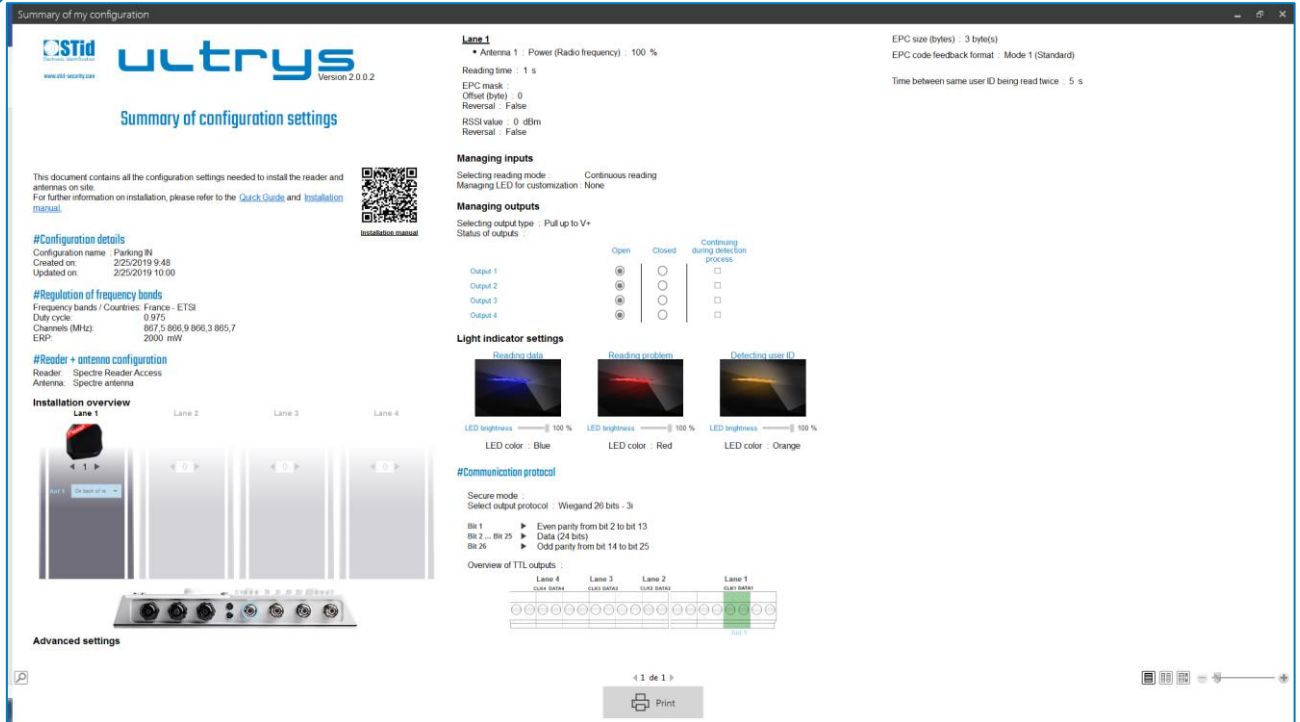 Summary of my configuration
STid
Electronic Identification
www.stid-security.com
ultrys
Version 2.0.0.2
Summary of configuration settings
This document contains all the configuration settings needed to install the reader and
antennas on site.
For further information on installation, please refer to the Quick Guide and Installation
manual.
Installation manual
#Configuration details
Configuration name : Parking IN
Created on: 2/25/2019 9:48
Updated on: 2/25/2019 10:00
#Regulation of frequency bands
Frequency bands / Countries: France - ETSI
Duty cycle: 0.975
Channels (MHz): 867,5 866,9 866,3 865,7
ERP: 2000 mW
#Reader + antenna configuration
Reader: Spectre Reader Access
Antenna: Spectre antenna
Installation overview
Lane 1 Lane 2 Lane 3 Lane 4
1 0 0 0
Ant 1 On back of re
Advanced settings
Lane 1
• Antenna 1 : Power (Radio frequency) : 100 %
Reading time : 1 s
EPC mask :
Offset (byte) : 0
Reversal : False
RSSI value : 0 dBm
Reversal : False
Managing inputs
Selecting reading mode : Continuous reading
Managing LED for customization : None
Managing outputs
Selecting output type : Pull up to V+
Status of outputs :
Open Closed Continuing
during detection
process
Output 1
Output 2
Output 3
Output 4
Light indicator settings
Reading data Reading problem Detecting user ID
LED brightness 100 % LED brightness 100 % LED brightness 100 %
LED color : Blue LED color : Red LED color : Orange
#Communication protocol
Secure mode :
Select output protocol : Wiegand 26 bits - 3i
Bit 1 ▶ Even parity from bit 2 to bit 13
Bit 2 ... Bit 25 ▶ Data (24 bits)
Bit 26 ▶ Odd parity from bit 14 to bit 25
Overview of TTL outputs :
Lane 4 Lane 3 Lane 2 Lane 1
CLK4 DATA4 CLK3 DATA3 CLK2 DATA2 CLK1 DATA1
Ant 1
EPC size (bytes) : 3 byte(s)
EPC code feedback format : Mode 1 (Standard)
Time between same user ID being read twice : 5 s
1 de 1
Print